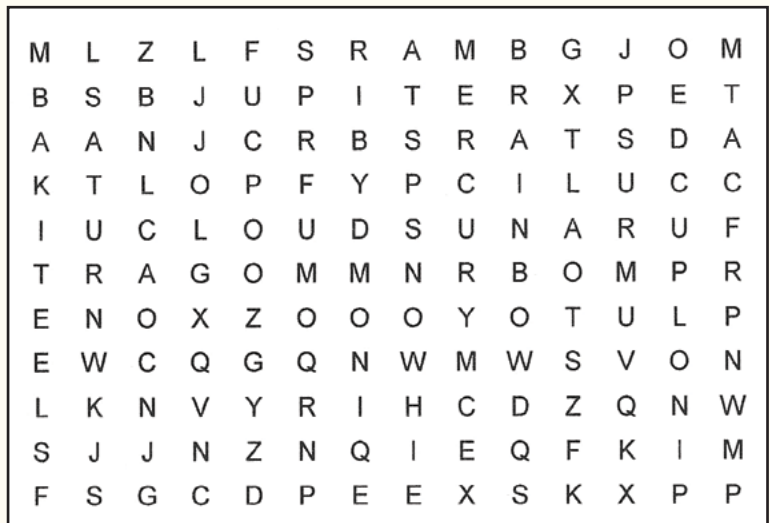 M L Z L F S R A M B G J O M
B S B J U P I T E R X P E T
A A N J C R B S R A T S D A
K T L O P F Y P C I L U C C
I U C L O U D S U N A R U F
T R A G O M M N R B O M P R
E N O X Z O O O Y O T U L P
E W C Q G Q N W M W S V O N
L K N V Y R I H C D Z Q N W
S J J N Z N Q I E Q F K I M
F S G C D P E E X S K X P P